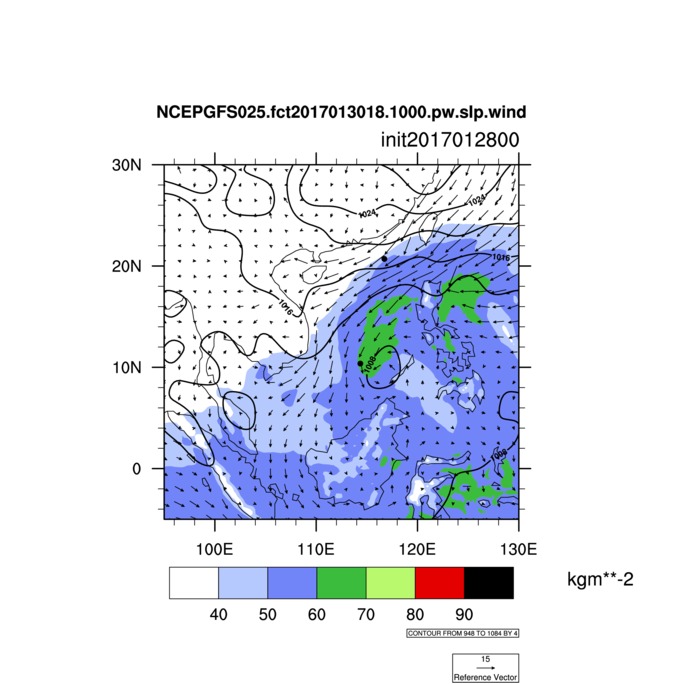 NCEPGFS025.fct2017013018.1000.pw.slp.wind
init2017012800
30N
1024
1024
1016
20N
1016
10N
1008
1008
0
100E 110E 120E 130E
kgm**-2
40 50 60 70 80 90
CONTOUR FROM 948 TO 1084 BY 4
15
Reference Vector